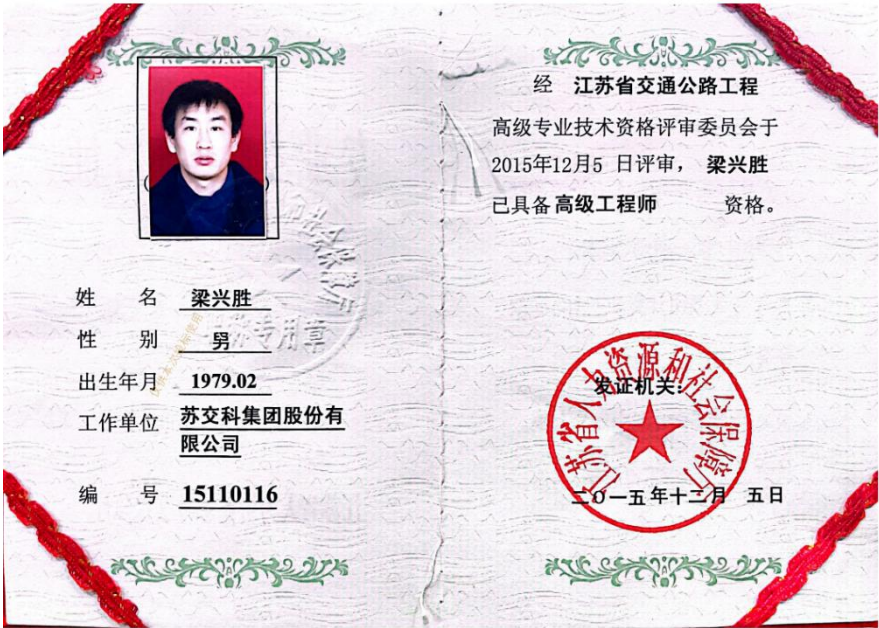 姓 名 梁兴胜
性 别 男
出生年月 1979.02
工作单位 苏交科集团股份有
限公司
编 号 15110116
专用章
经 江苏省交通公路工程
高级专业技术资格评审委员会于
2015年12月5 日评审， 梁兴胜
已具备 高级工程师 资格。
江苏省人力资源和社会保障厅
发证机关：
二〇一五年十二月 五日